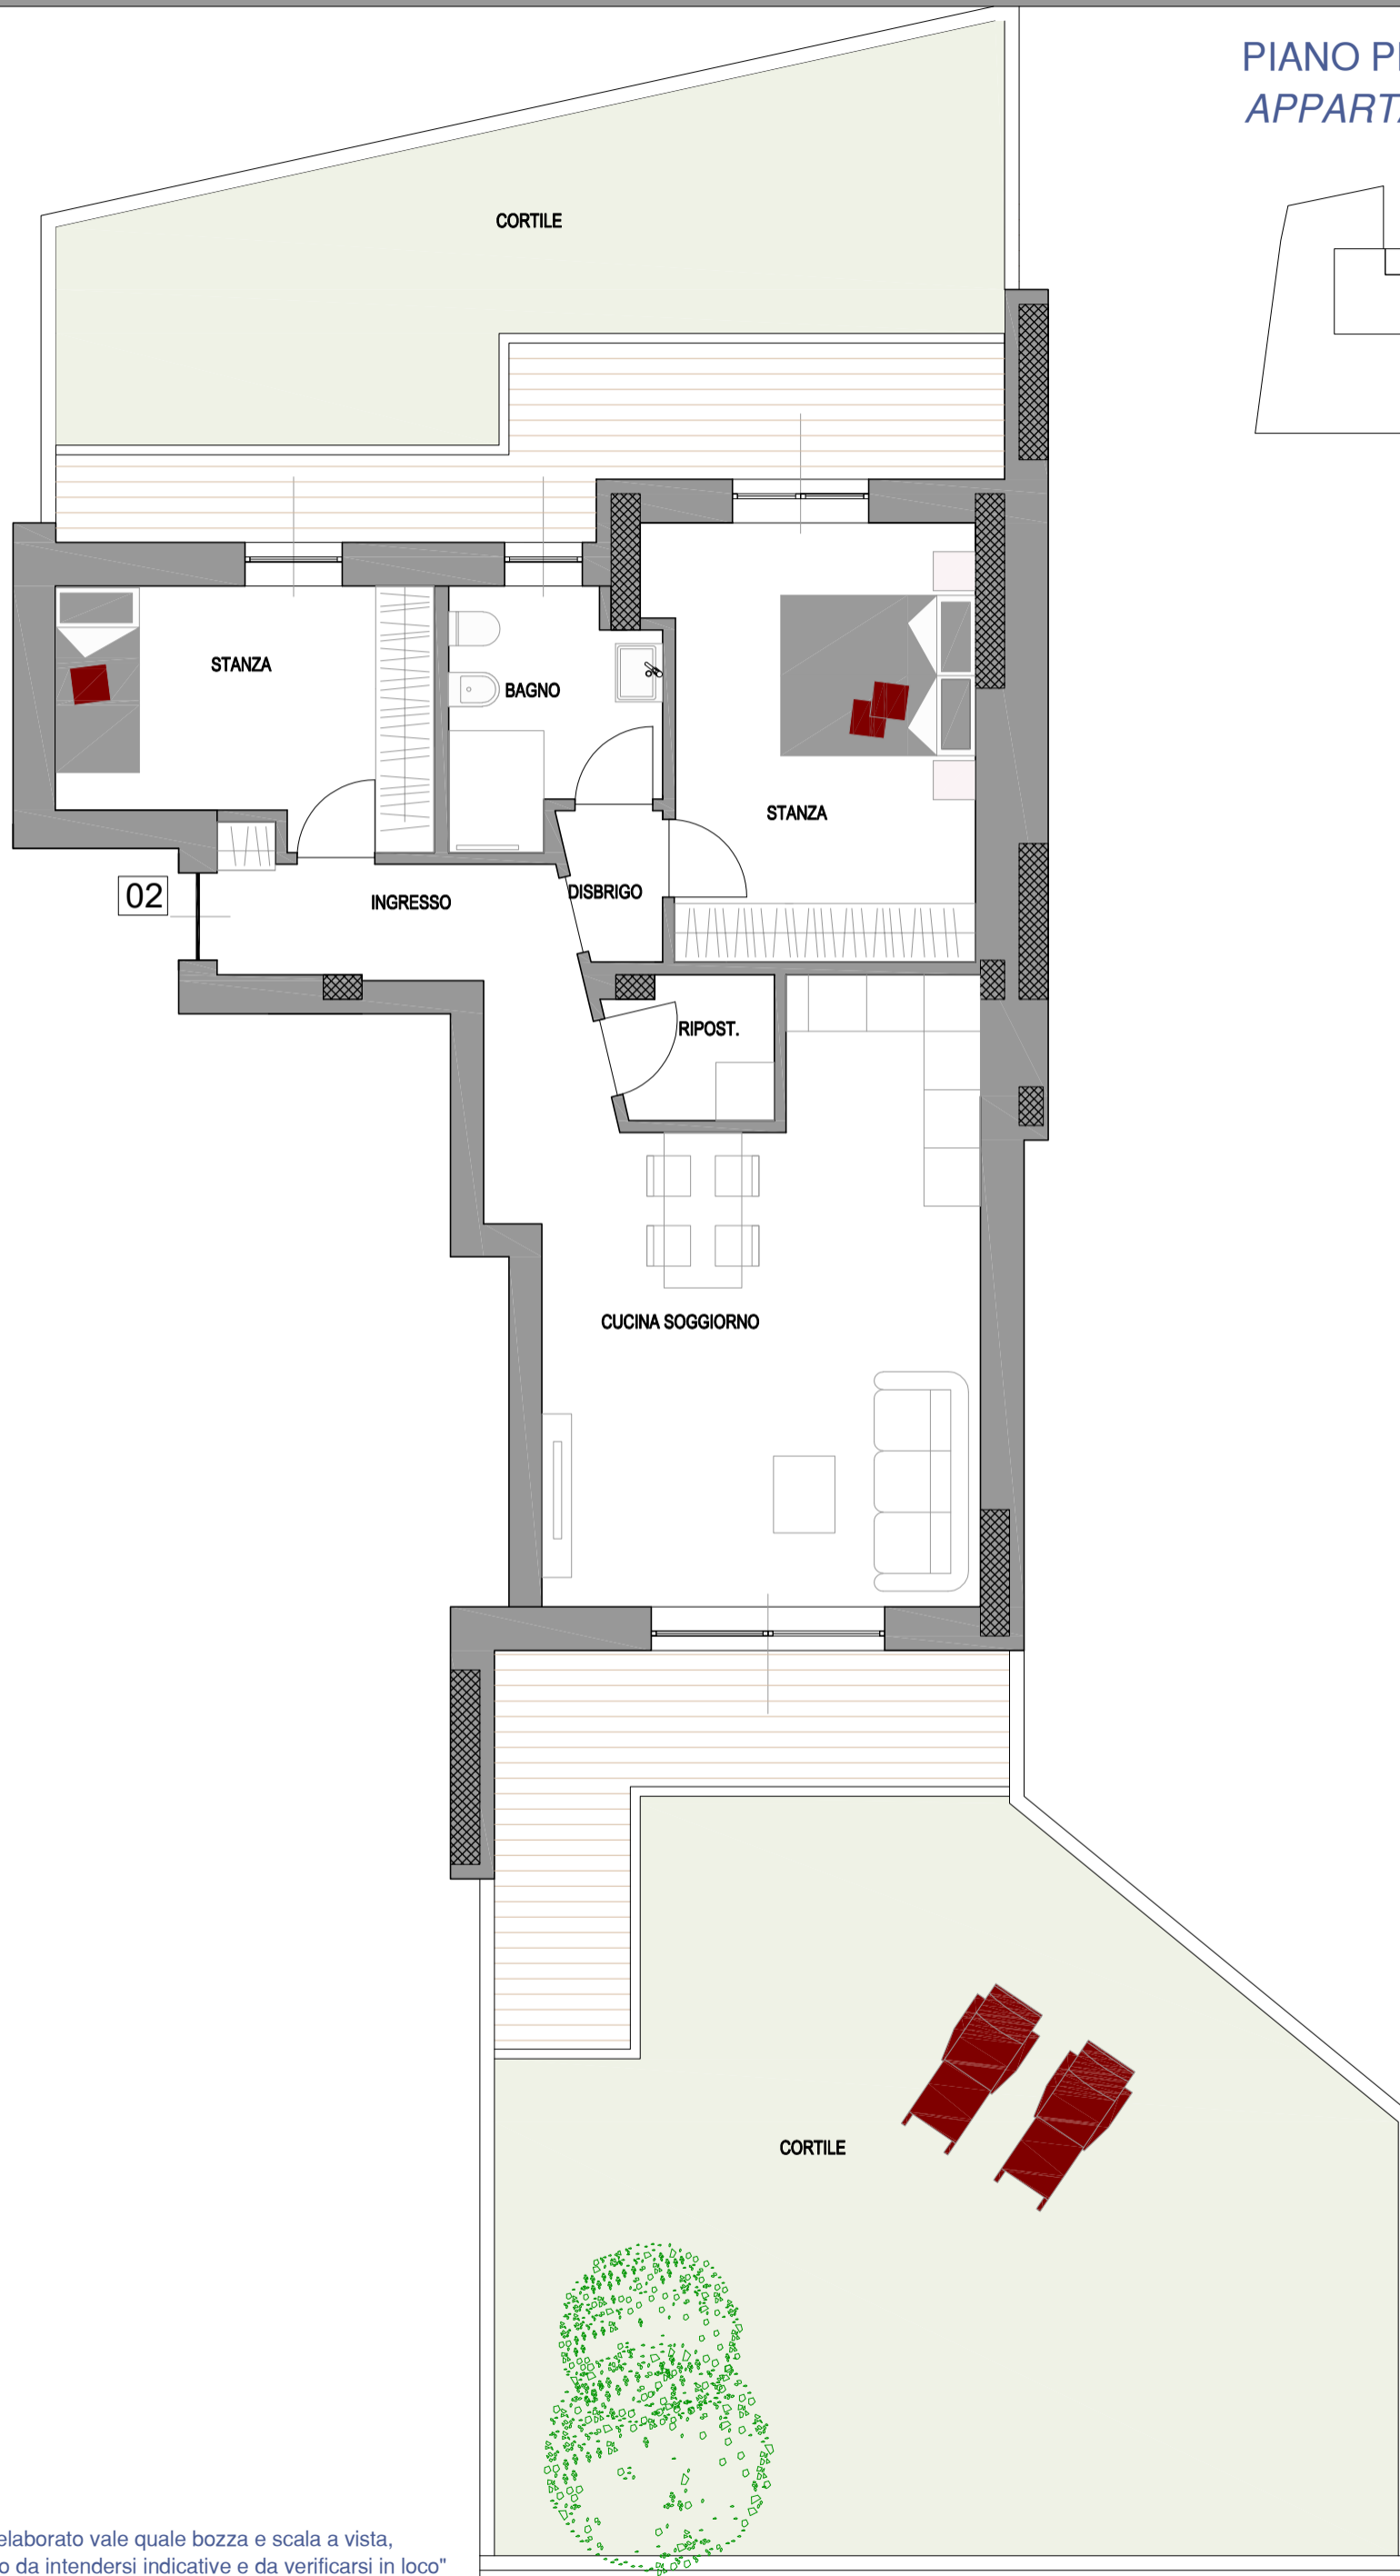 PIANO
CORTILE
STANZA
BAGNO
STANZA
02
INGRESSO
DISBRIGO
RIPOST.
CUCINA SOGGIORNO
CORTILE
elaborato vale quale bozza e scala a vista,
da intendersi indicative e da verificarsi in loco"